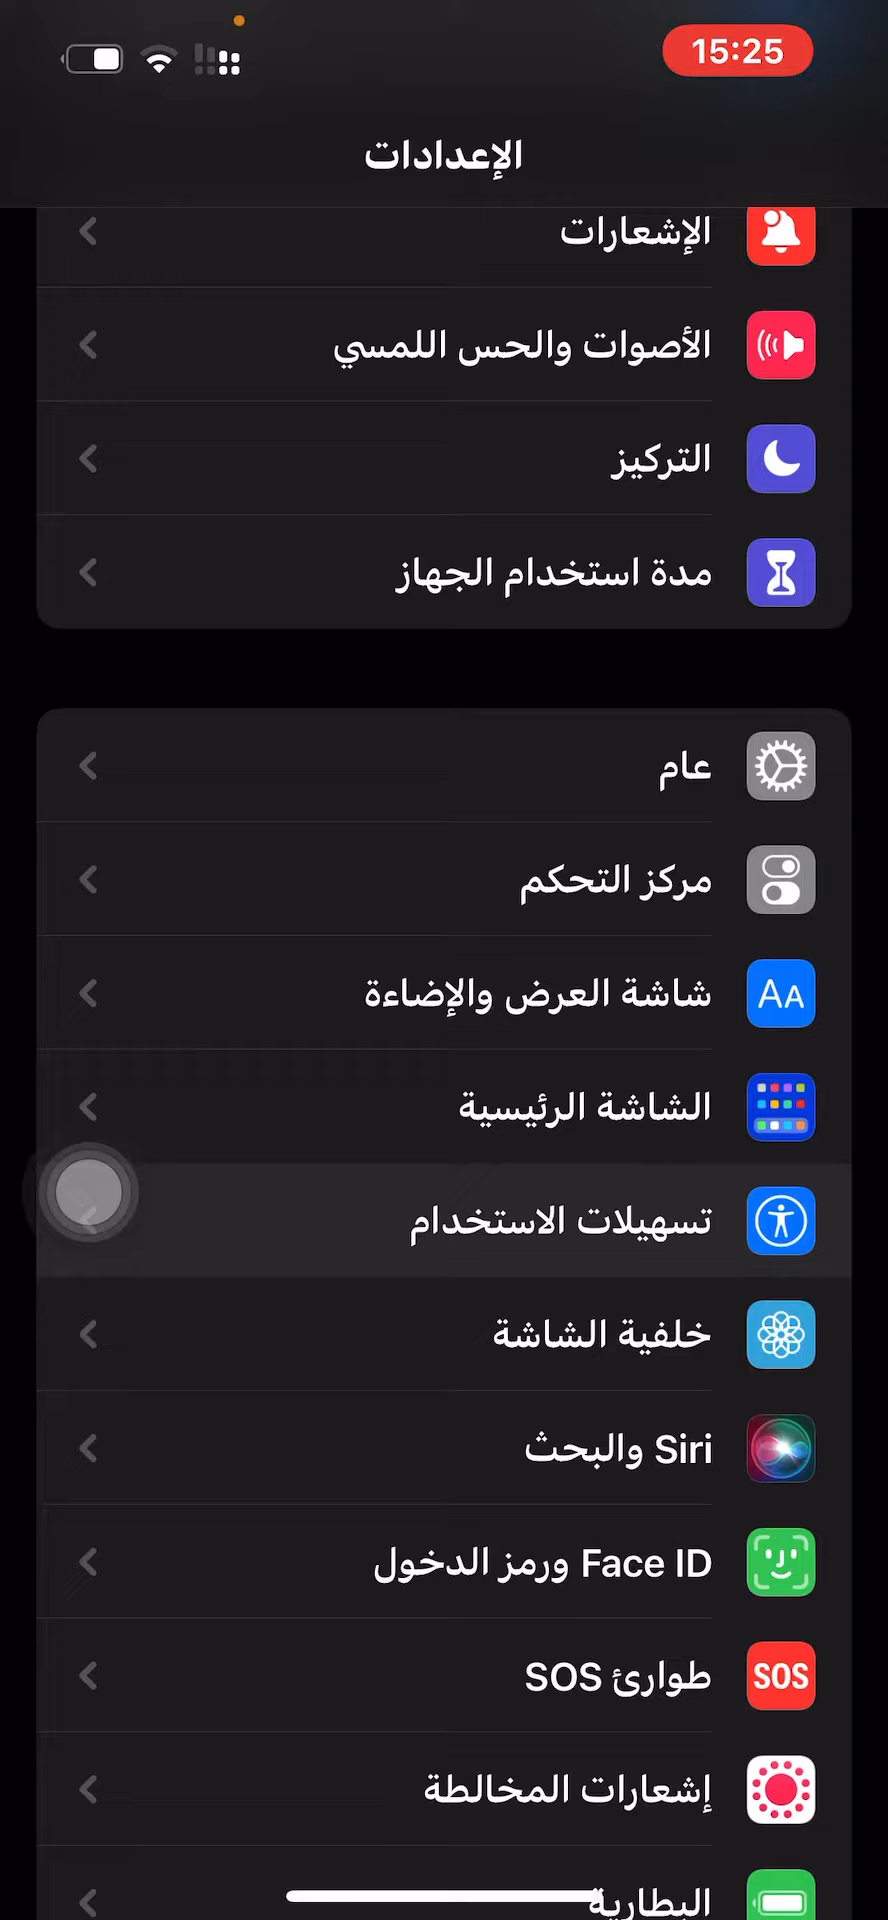 15:25
الإعدادات
الإشعارات
الأصوات والحس اللمسي
التركيز
مدة استخدام الجهاز
عام
مركز التحكم
شاشة العرض والإضاءة
AA
الشاشة الرئيسية
تسهيلات الاستخدام
خلفية الشاشة
Siri والبحث
Face ID ورمز الدخول
طوارئ SOS
SOS
إشعارات المخالطة
البطارية